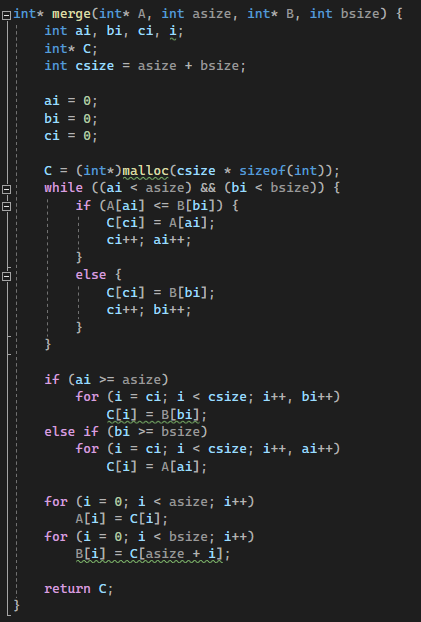 int* merge(int* A, int asize, int* B, int bsize) {
    int ai, bi, ci, i;
    int* C;
    int csize = asize + bsize;

    ai = 0;
    bi = 0;
    ci = 0;

    C = (int*)malloc(csize * sizeof(int));
    while ((ai < asize) && (bi < bsize)) {
        if (A[ai] <= B[bi]) {
            C[ci] = A[ai];
            ci++; ai++;
        }
        else {
            C[ci] = B[bi];
            ci++; bi++;
        }
    }

    if (ai >= asize)
        for (i = ci; i < csize; i++, bi++)
            C[i] = B[bi];
    else if (bi >= bsize)
        for (i = ci; i < csize; i++, ai++)
            C[i] = A[ai];

    for (i = 0; i < asize; i++)
        A[i] = C[i];
    for (i = 0; i < bsize; i++)
        B[i] = C[asize + i];

    return C;
}